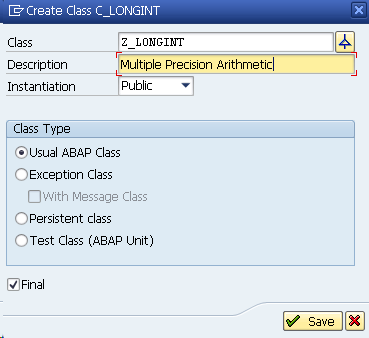 Create Class C_LONGINT
Class Z_LONGINT
Description Multiple Precision Arithmetic
Instantiation Public
Class Type
Usual ABAP Class
Exception Class
With Message Class
Persistent class
Test Class (ABAP Unit)
Final
Save